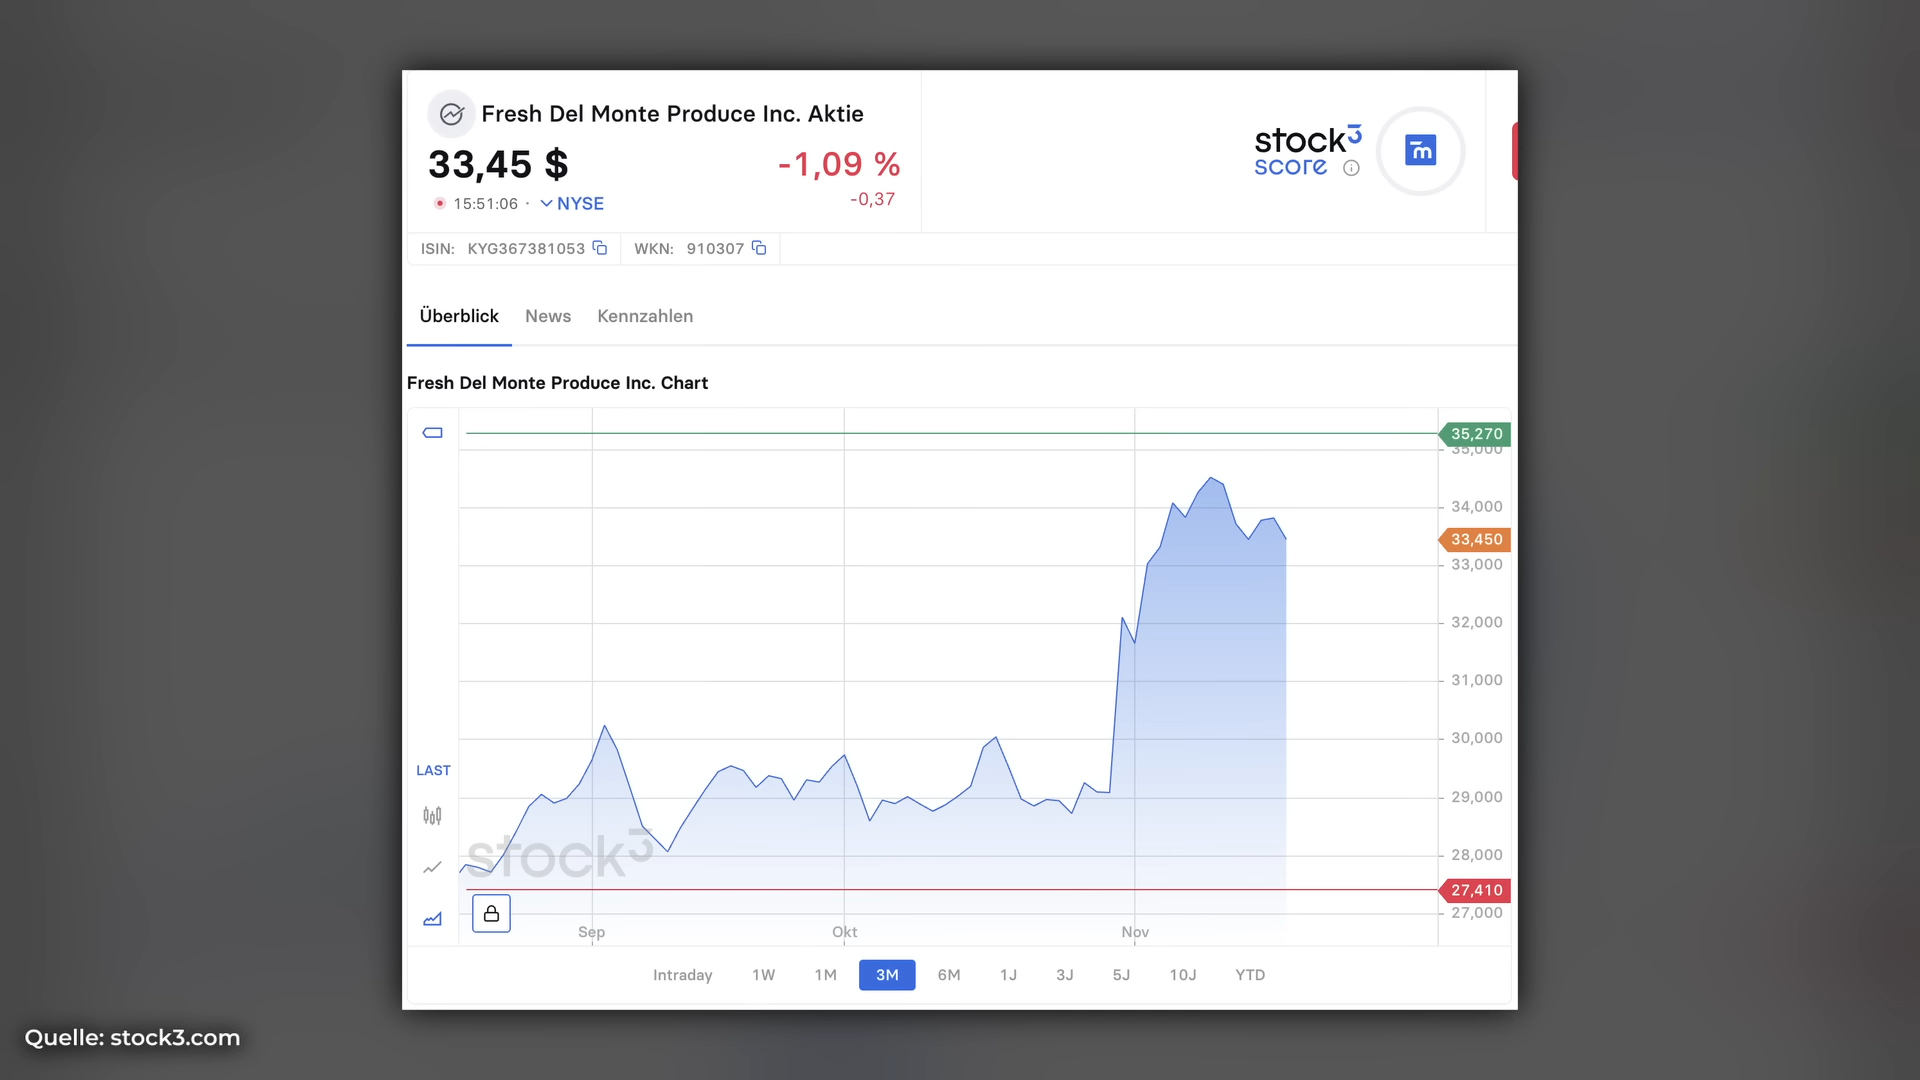 Fresh Del Monte Produce Inc. Aktie
33,45 $
-1,09 %
15:51:06 · NYSE
-0,37
stock3
score
ISIN: KYG367381053
WKN: 910307
Überblick
News
Kennzahlen
Fresh Del Monte Produce Inc. Chart
35,270
35,000
34,000
33,450
33,000
32,000
31,000
30,000
LAST
29,000
stock3
28,000
27,410
27,000
Sep
Okt
Nov
Intraday
1W
1M
3M
6M
1J
3J
5J
10J
YTD
Quelle: stock3.com